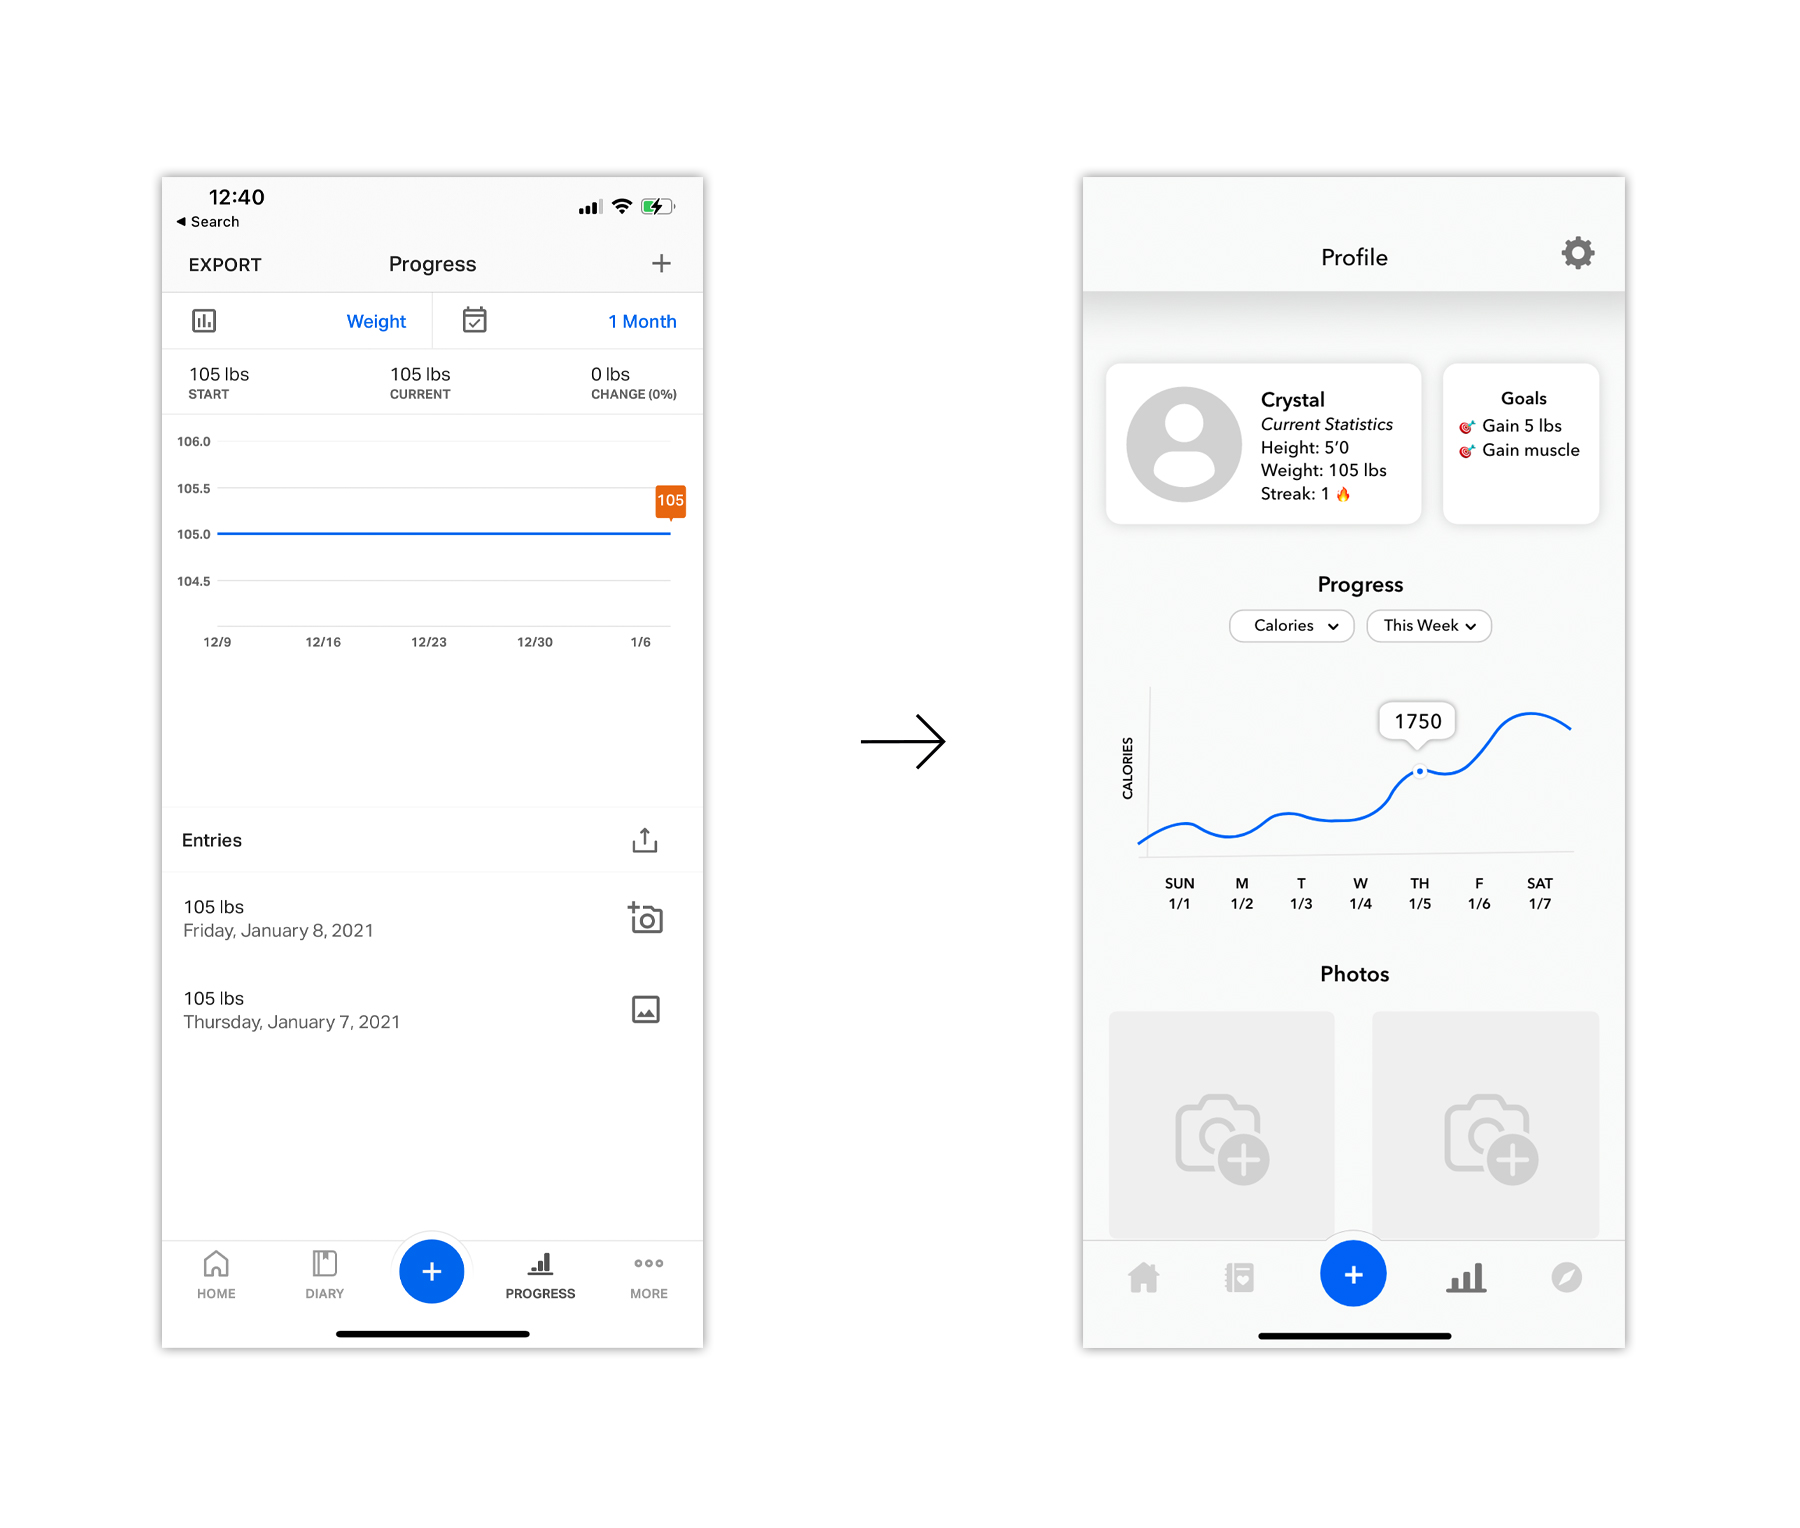 12:40
Search
EXPORT Progress
Weight 1 Month
105 lbs 105 lbs 0 lbs
START CURRENT CHANGE (0%)
106.0
105.5
105
105.0
104.5
12/9 12/16 12/23 12/30 1/6
Entries
105 lbs
Friday, January 8, 2021
105 lbs
Thursday, January 7, 2021
HOME DIARY PROGRESS MORE
Profile
Crystal
Current Statistics
Height: 5’0
Weight: 105 lbs
Streak: 1 🔥
Goals
🎯 Gain 5 lbs
🎯 Gain muscle
Progress
Calories This Week
1750
CALORIES
SUN M T W TH F SAT
1/1 1/2 1/3 1/4 1/5 1/6 1/7
Photos